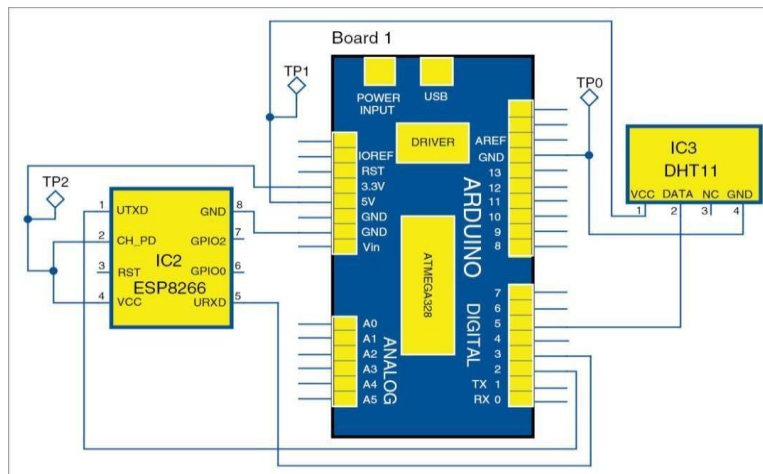 Board 1
TP1
TP0
TP2
POWER
INPUT
USB
DRIVER
IOREF
RST
3.3V
5V
GND
GND
Vin
AREF
GND
13
12
11
10
9
8
ARDUINO
ATMEGA328
7
6
5
4
3
2
TX 1
RX 0
DIGITAL
A0
A1
A2
A3
A4
A5
ANALOG
1 UTXD GND 8
2 CH_PD GPIO2 7
IC2
3 RST GPIO0 6
ESP8266
4 VCC URXD 5
IC3
DHT11
VCC DATA NC GND
1 2 3 4